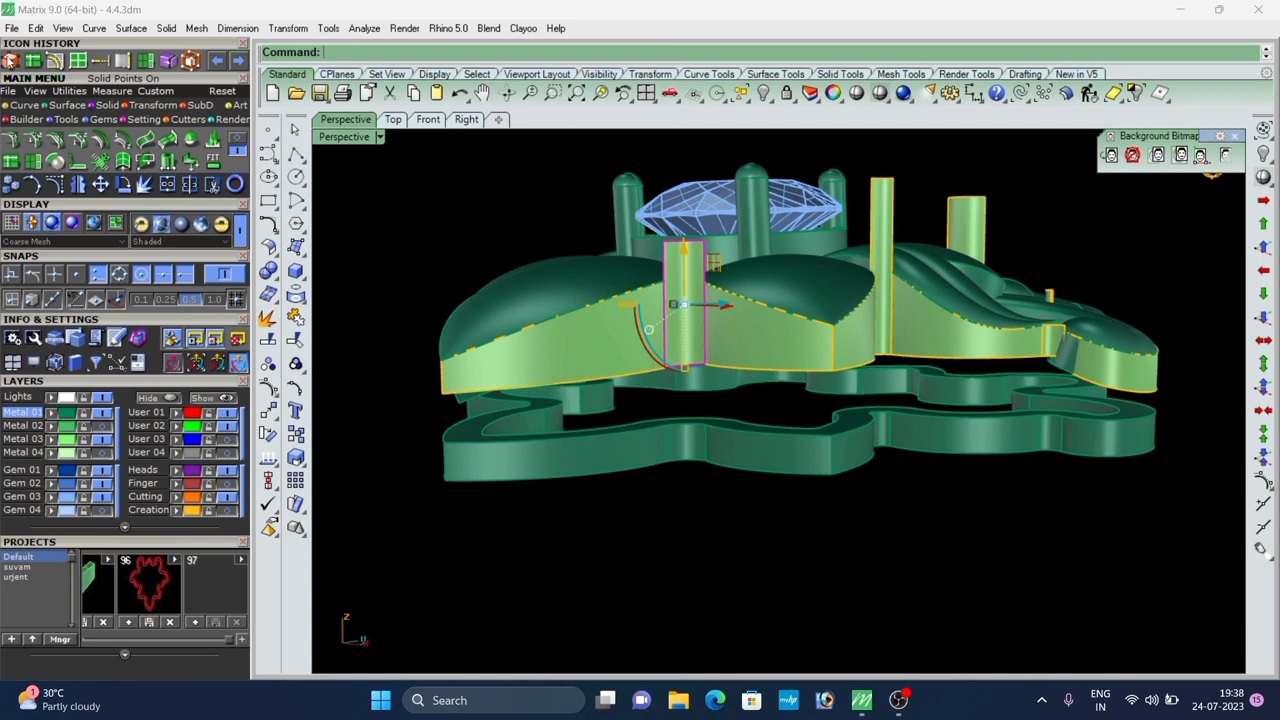 Matrix 9.0 (64-bit) - 4.4.3dm
File Edit View Curve Surface Solid Mesh Dimension Transform Tools Analyze Render Rhino 5.0 Blend Clayoo Help
ICON HISTORY
Command:
MAIN MENU Solid Points On
File View Utilities Measure Reset
Curve Surface Solid Transform SubD Art
Builder Tools Gems Setting Cutters Render
Standard CPlanes Set View Display Select Viewport Layout Visibility Transform Curve Tools Surface Tools Solid Tools Mesh Tools Render Tools Drafting New in V5
Perspective Top Front Right
Perspective
Background Bitmap
FIT
DISPLAY
Coarse Mesh Shaded
SNAPS
0.1 0.25 0.5 1.0
INFO & SETTINGS
LAYERS
Lights Hide Show
Metal 01 User 01
Metal 02 User 02
Metal 03 User 03
Metal 04 User 04
Gem 01 Heads
Gem 02 Finger
Gem 03 Cutting
Gem 04 Creation
PROJECTS
Default
suvam
urjent
96 97
Mngr
z
y
x
1
30°C
Partly cloudy
Search
ENG
IN
19:38
24-07-2023
15